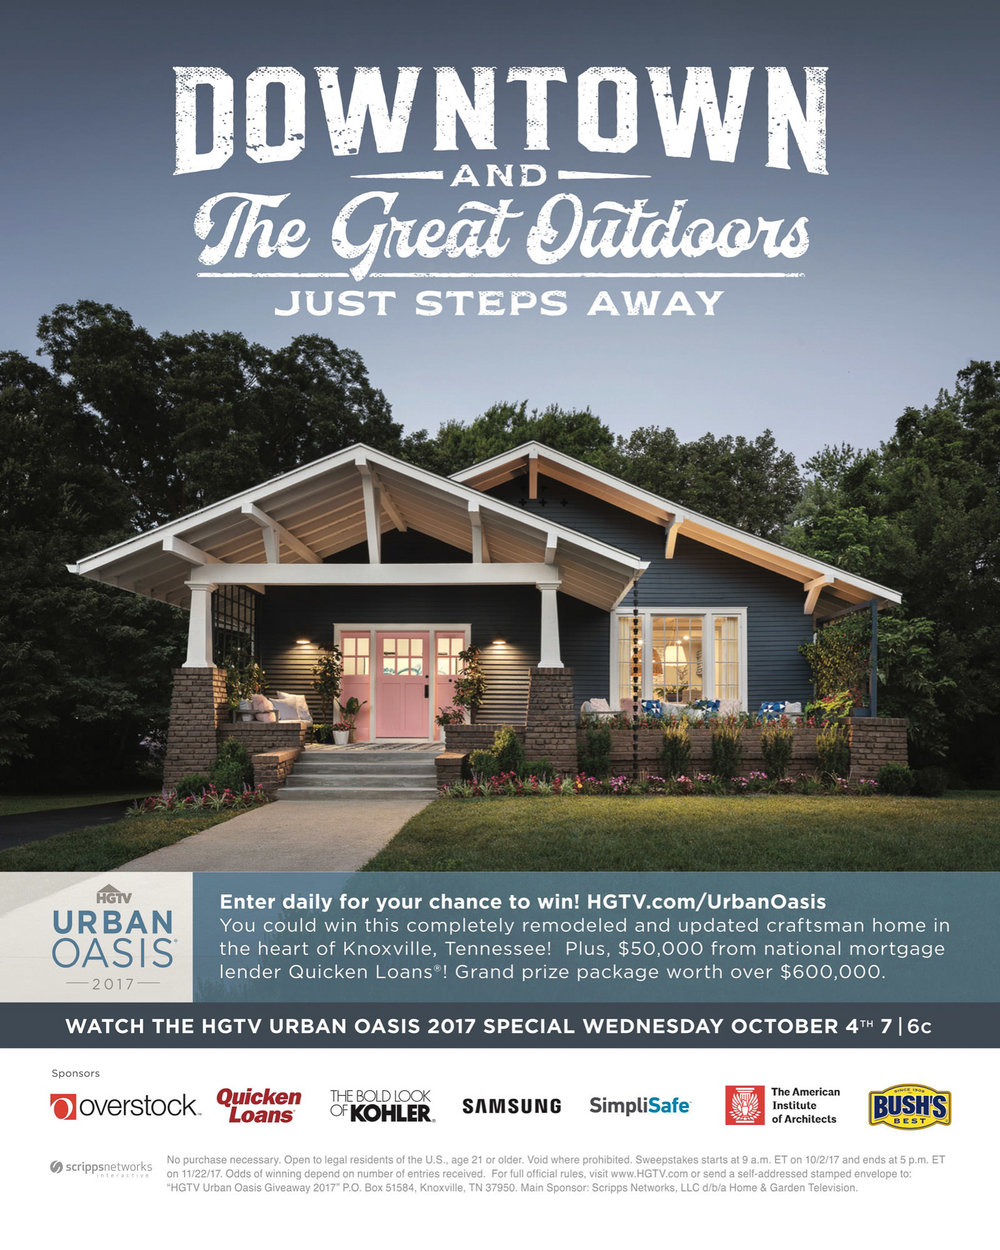 DOWNTOWN
AND
The Great Outdoors
JUST STEPS AWAY
HGTV
URBAN
OASIS®
2017
Enter daily for your chance to win! HGTV.com/UrbanOasis
You could win this completely remodeled and updated craftsman home in
the heart of Knoxville, Tennessee! Plus, $50,000 from national mortgage
lender Quicken Loans®! Grand prize package worth over $600,000.
WATCH THE HGTV URBAN OASIS 2017 SPECIAL WEDNESDAY OCTOBER 4TH 7|6c
Sponsors
overstock™
Quicken
Loans
THE BOLD LOOK
OF KOHLER®
SAMSUNG
SimpliSafe
The American
Institute
of Architects
SINCE 1908
BUSH'S
BEST
scrippsnetworks
interactive
No purchase necessary. Open to legal residents of the U.S., age 21 or older. Void where prohibited. Sweepstakes starts at 9 a.m. ET on 10/2/17 and ends at 5 p.m. ET
on 11/22/17. Odds of winning depend on number of entries received. For full official rules, visit www.HGTV.com or send a self-addressed stamped envelope to:
“HGTV Urban Oasis Giveaway 2017” P.O. Box 51584, Knoxville, TN 37950. Main Sponsor: Scripps Networks, LLC d/b/a Home & Garden Television.